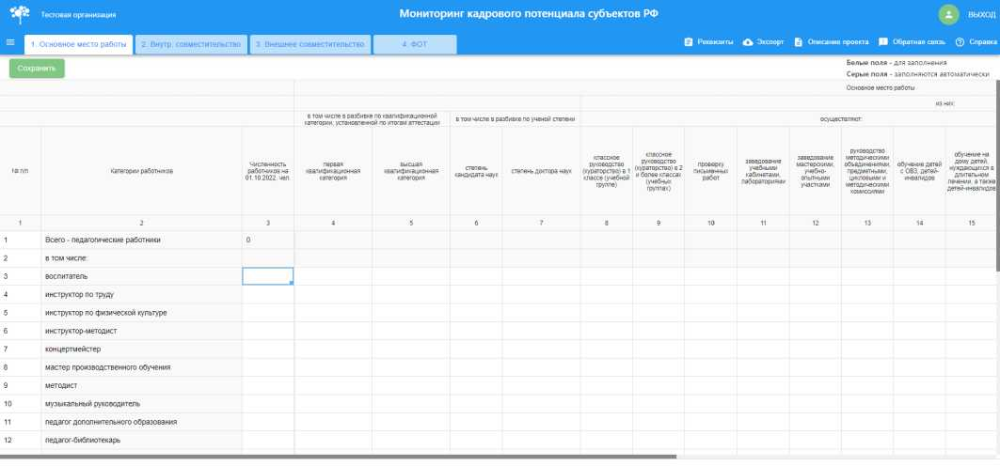 Тестовая организация
Мониторинг кадрового потенциала субъектов РФ
ВЫХОД
1. Основное место работы
2. Внутр. совместительство
3. Внешнее совместительство
4. ФОТ
Реквизиты
Экспорт
Описание проекта
Обратная связь
Справка
Сохранить
Белые поля - для заполнения
Серые поля - заполняются автоматически
Основное место работы
из них:
в том числе в разбивке по квалификационной
категории, установленной по итогам аттестации
в том числе в разбивке по ученой степени
осуществляют:
№ п/п
Категории работников
Численность
работников на
01.10.2022, чел.
первая
квалификационная
категория
высшая
квалификационная
категория
степень
кандидата наук
степень доктора наук
классное
руководство
(кураторство) в 1
классе (учебной
группе)
классное
руководство
(кураторство) в 2
и более классах
(учебных
группах)
проверку
письменных
работ
заведование
учебными
кабинетами,
лабораториями
заведование
мастерскими,
учебно-
опытными
участками
руководство
методическими
объединениями,
предметными,
цикловыми и
методическими
комиссиями
обучение детей
с ОВЗ, детей-
инвалидов
обучение на
дому детей,
нуждающихся в
длительном
лечении, а также
детей-инвалидов
1 2 3 4 5 6 7 8 9 10 11 12 13 14 15
1 Всего - педагогические работники 0
2 в том числе:
3 воспитатель
4 инструктор по труду
5 инструктор по физической культуре
6 инструктор-методист
7 концертмейстер
8 мастер производственного обучения
9 методист
10 музыкальный руководитель
11 педагог дополнительного образования
12 педагог-библиотекарь